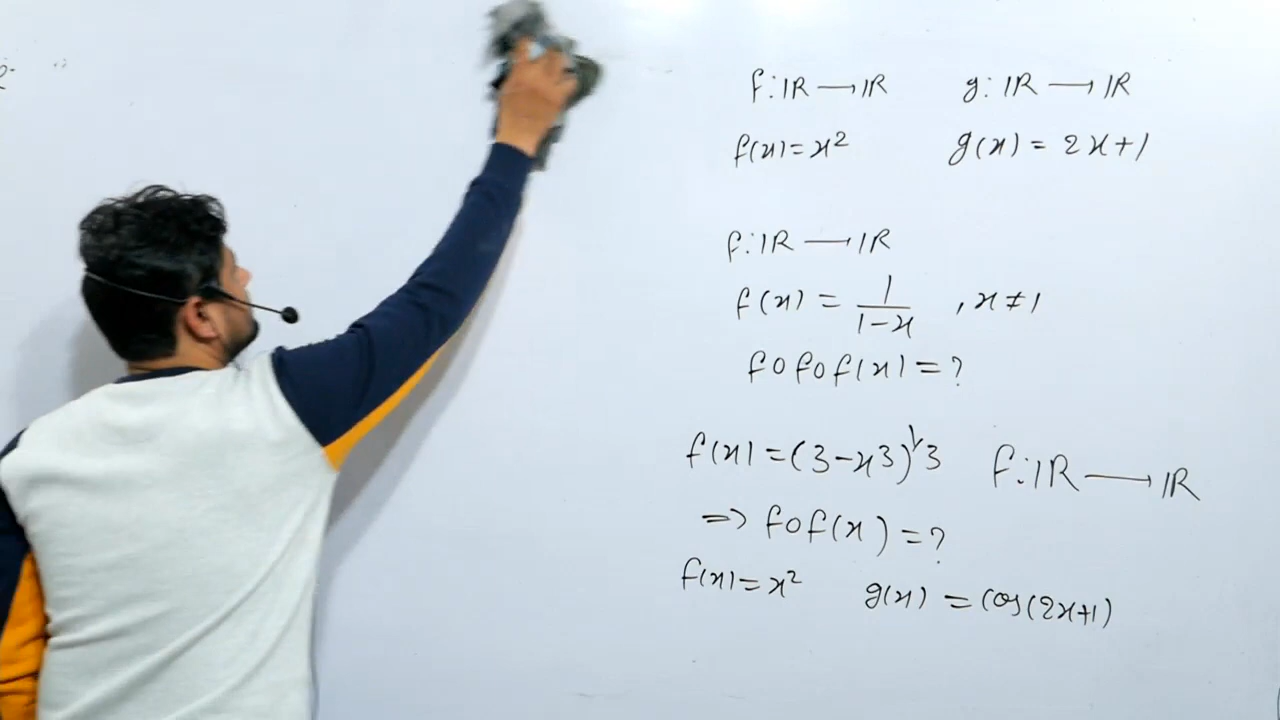 f: IR → IR g: IR → IR
f(x) = x² g(x) = 2x+1
f: IR → IR
f(x) = 1/(1-x) , x ≠ 1
fofof(x) = ?
f(x) = (3-x3)^1/3 f: IR → IR
⇒ fof(x) = ?
f(x) = x² g(x) = cos(2x+1)